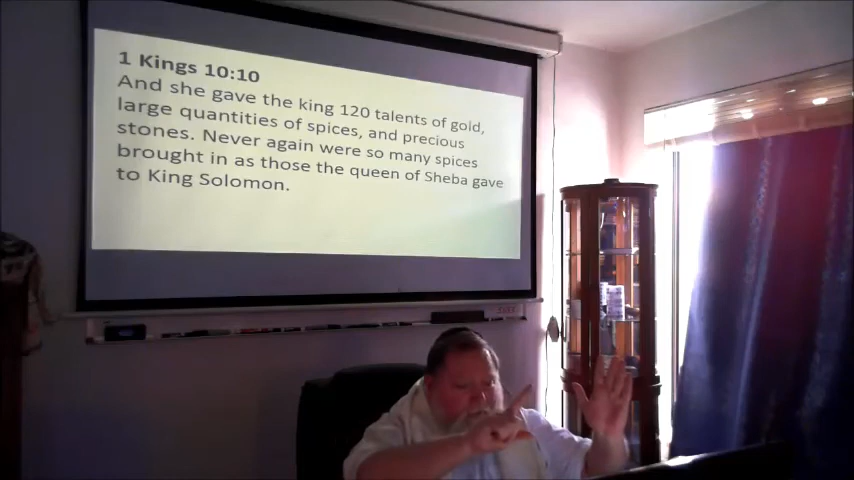 1 Kings 10:10
And she gave the king 120 talents of gold,
large quantities of spices, and precious
stones. Never again were so many spices
brought in as those the queen of Sheba gave
to King Solomon.